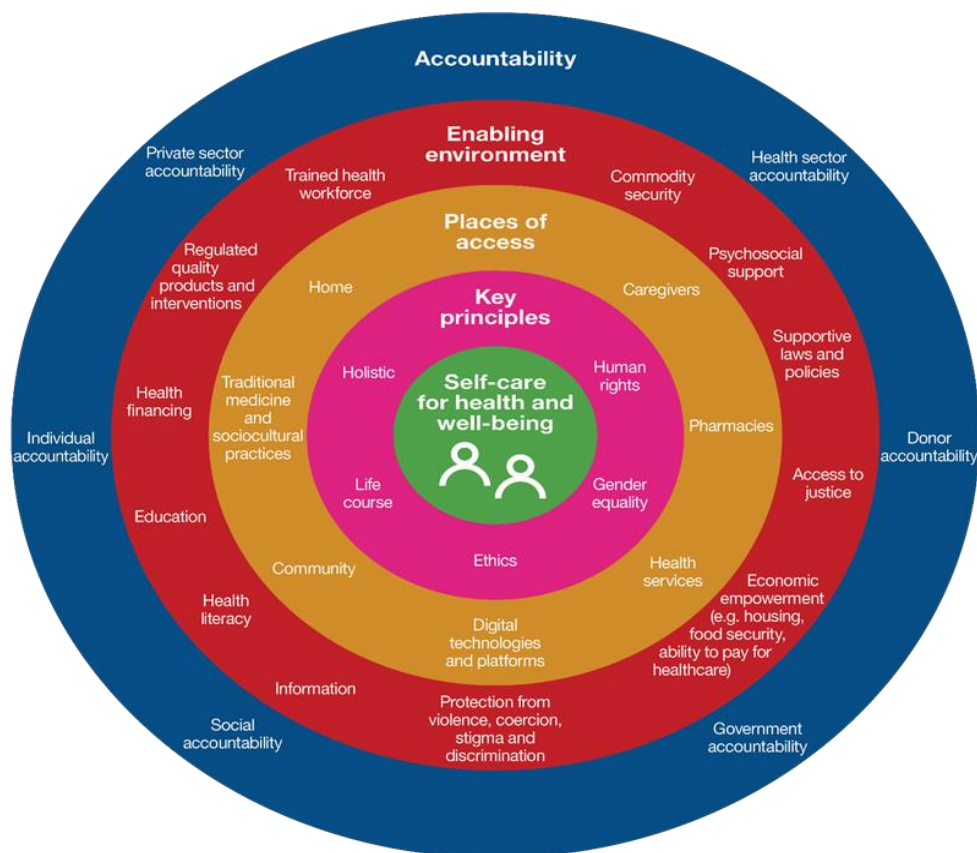 Accountability
Private sector
accountability
Health sector
accountability
Individual
accountability
Donor
accountability
Social
accountability
Government
accountability
Enabling
environment
Trained health
workforce
Commodity
security
Regulated
quality
products and
interventions
Psychosocial
support
Health
financing
Supportive
laws and
policies
Education
Access to
justice
Health
literacy
Economic
empowerment
(e.g. housing,
food security,
ability to pay for
healthcare)
Information
Protection from
violence, coercion,
stigma and
discrimination
Places of
access
Home
Caregivers
Traditional
medicine
and
sociocultural
practices
Pharmacies
Community
Health
services
Digital
technologies
and platforms
Key
principles
Holistic
Human
rights
Life
course
Gender
equality
Ethics
Self-care
for health and
well-being